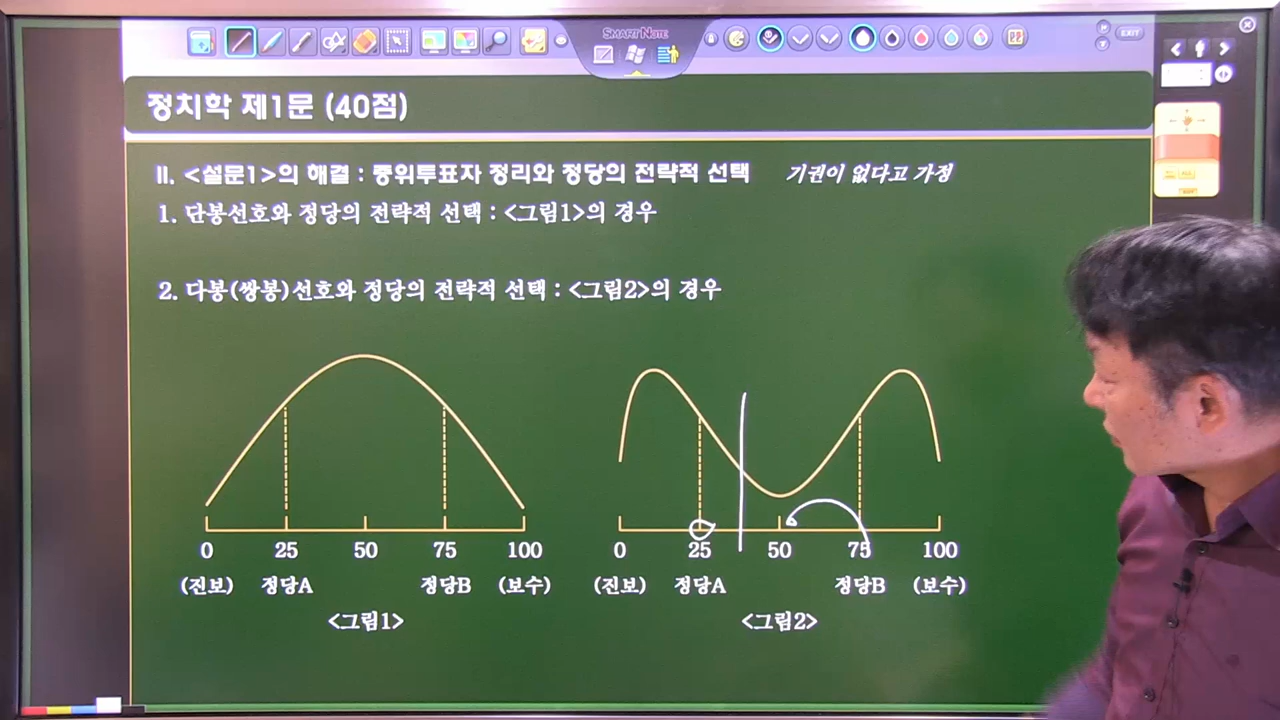 SMART NOTE
EXIT
정치학 제1문 (40점)
II. <설문1>의 해결 : 중위투표자 정리와 정당의 전략적 선택 기권이 없다고 가정
1. 단봉선호와 정당의 전략적 선택 : <그림1>의 경우
2. 다봉(쌍봉)선호와 정당의 전략적 선택 : <그림2>의 경우
0 25 50 75 100
(진보) 정당A 정당B (보수)
<그림1>
0 25 50 75 100
(진보) 정당A 정당B (보수)
<그림2>